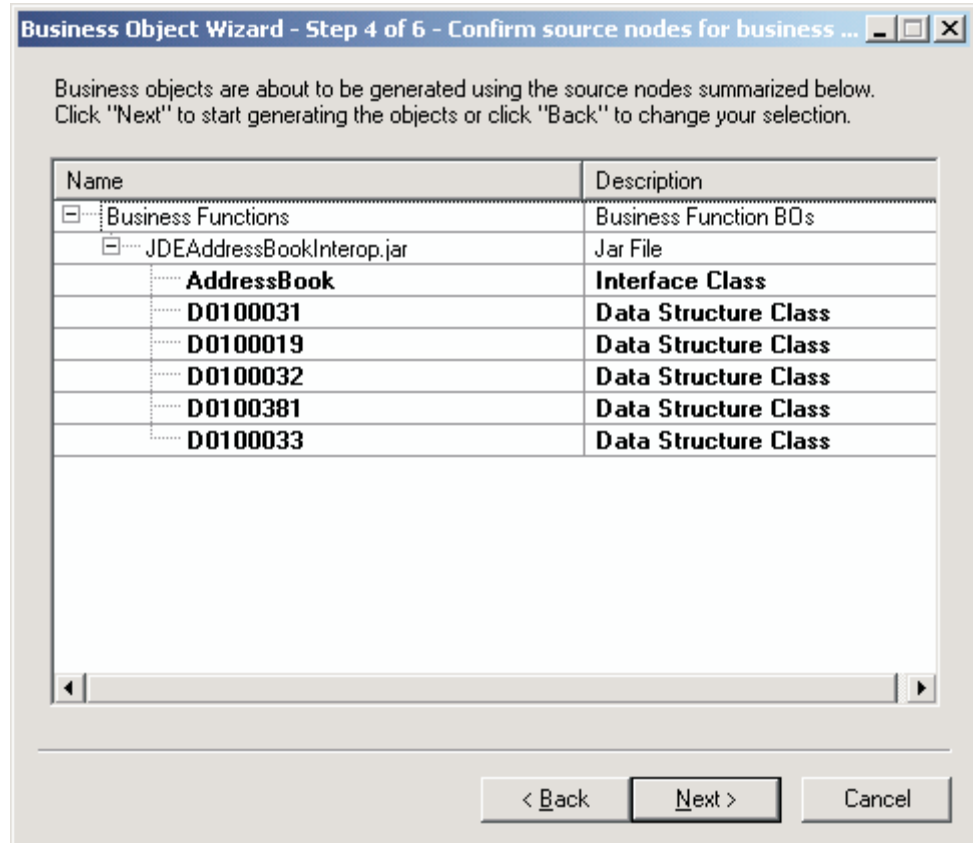 Business Object Wizard - Step 4 of 6 - Confirm source nodes for business ...
Business objects are about to be generated using the source nodes summarized below.
Click "Next" to start generating the objects or click "Back" to change your selection.
Name Description
Business Functions Business Function BOs
JDEAddressBookInterop.jar Jar File
AddressBook Interface Class
D0100031 Data Structure Class
D0100019 Data Structure Class
D0100032 Data Structure Class
D0100381 Data Structure Class
D0100033 Data Structure Class
< Back Next > Cancel